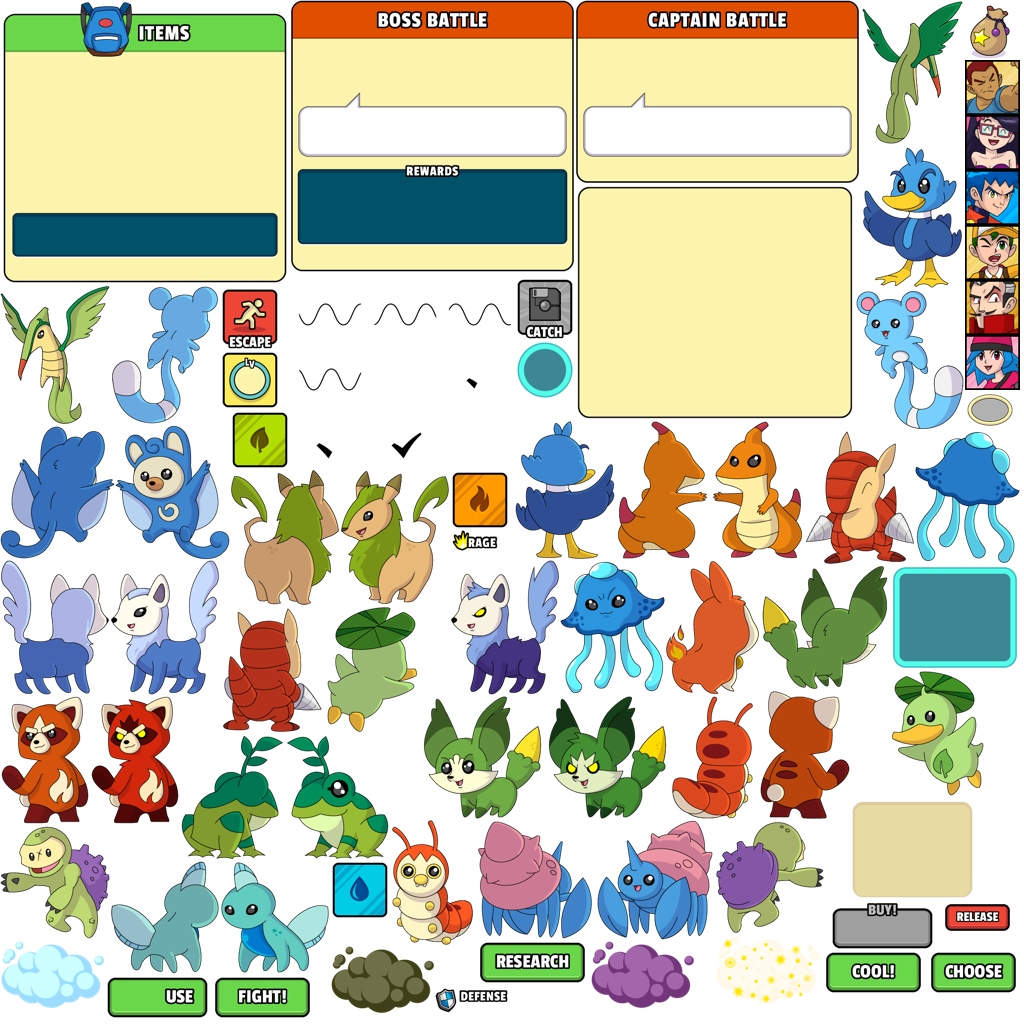 ITEMS
BOSS BATTLE
CAPTAIN BATTLE
REWARDS
ESCAPE
CATCH
LV
RAGE
BUY!
RELEASE
RESEARCH
COOL!
CHOOSE
USE
FIGHT!
DEFENSE